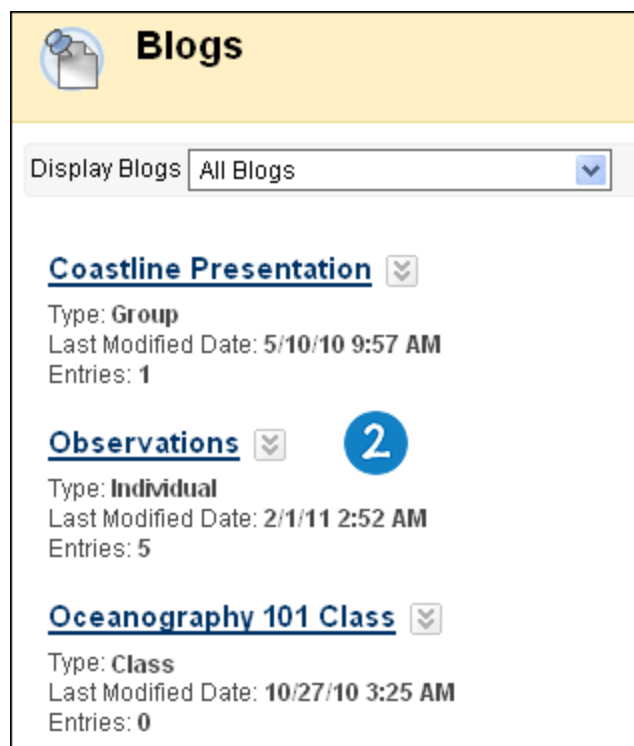 Blogs
Display Blogs All Blogs
Coastline Presentation
Type: Group
Last Modified Date: 5/10/10 9:57 AM
Entries: 1
Observations 2
Type: Individual
Last Modified Date: 2/1/11 2:52 AM
Entries: 5
Oceanography 101 Class
Type: Class
Last Modified Date: 10/27/10 3:25 AM
Entries: 0